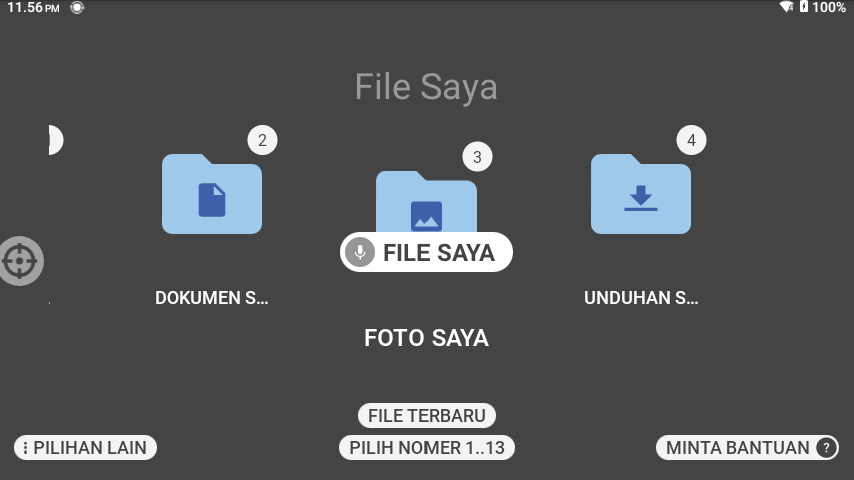 11.56 PM
100%
File Saya
2
3
4
FILE SAYA
DOKUMEN S...
UNDUHAN S...
FOTO SAYA
FILE TERBARU
PILIHAN LAIN
PILIH NOMER 1..13
MINTA BANTUAN ?